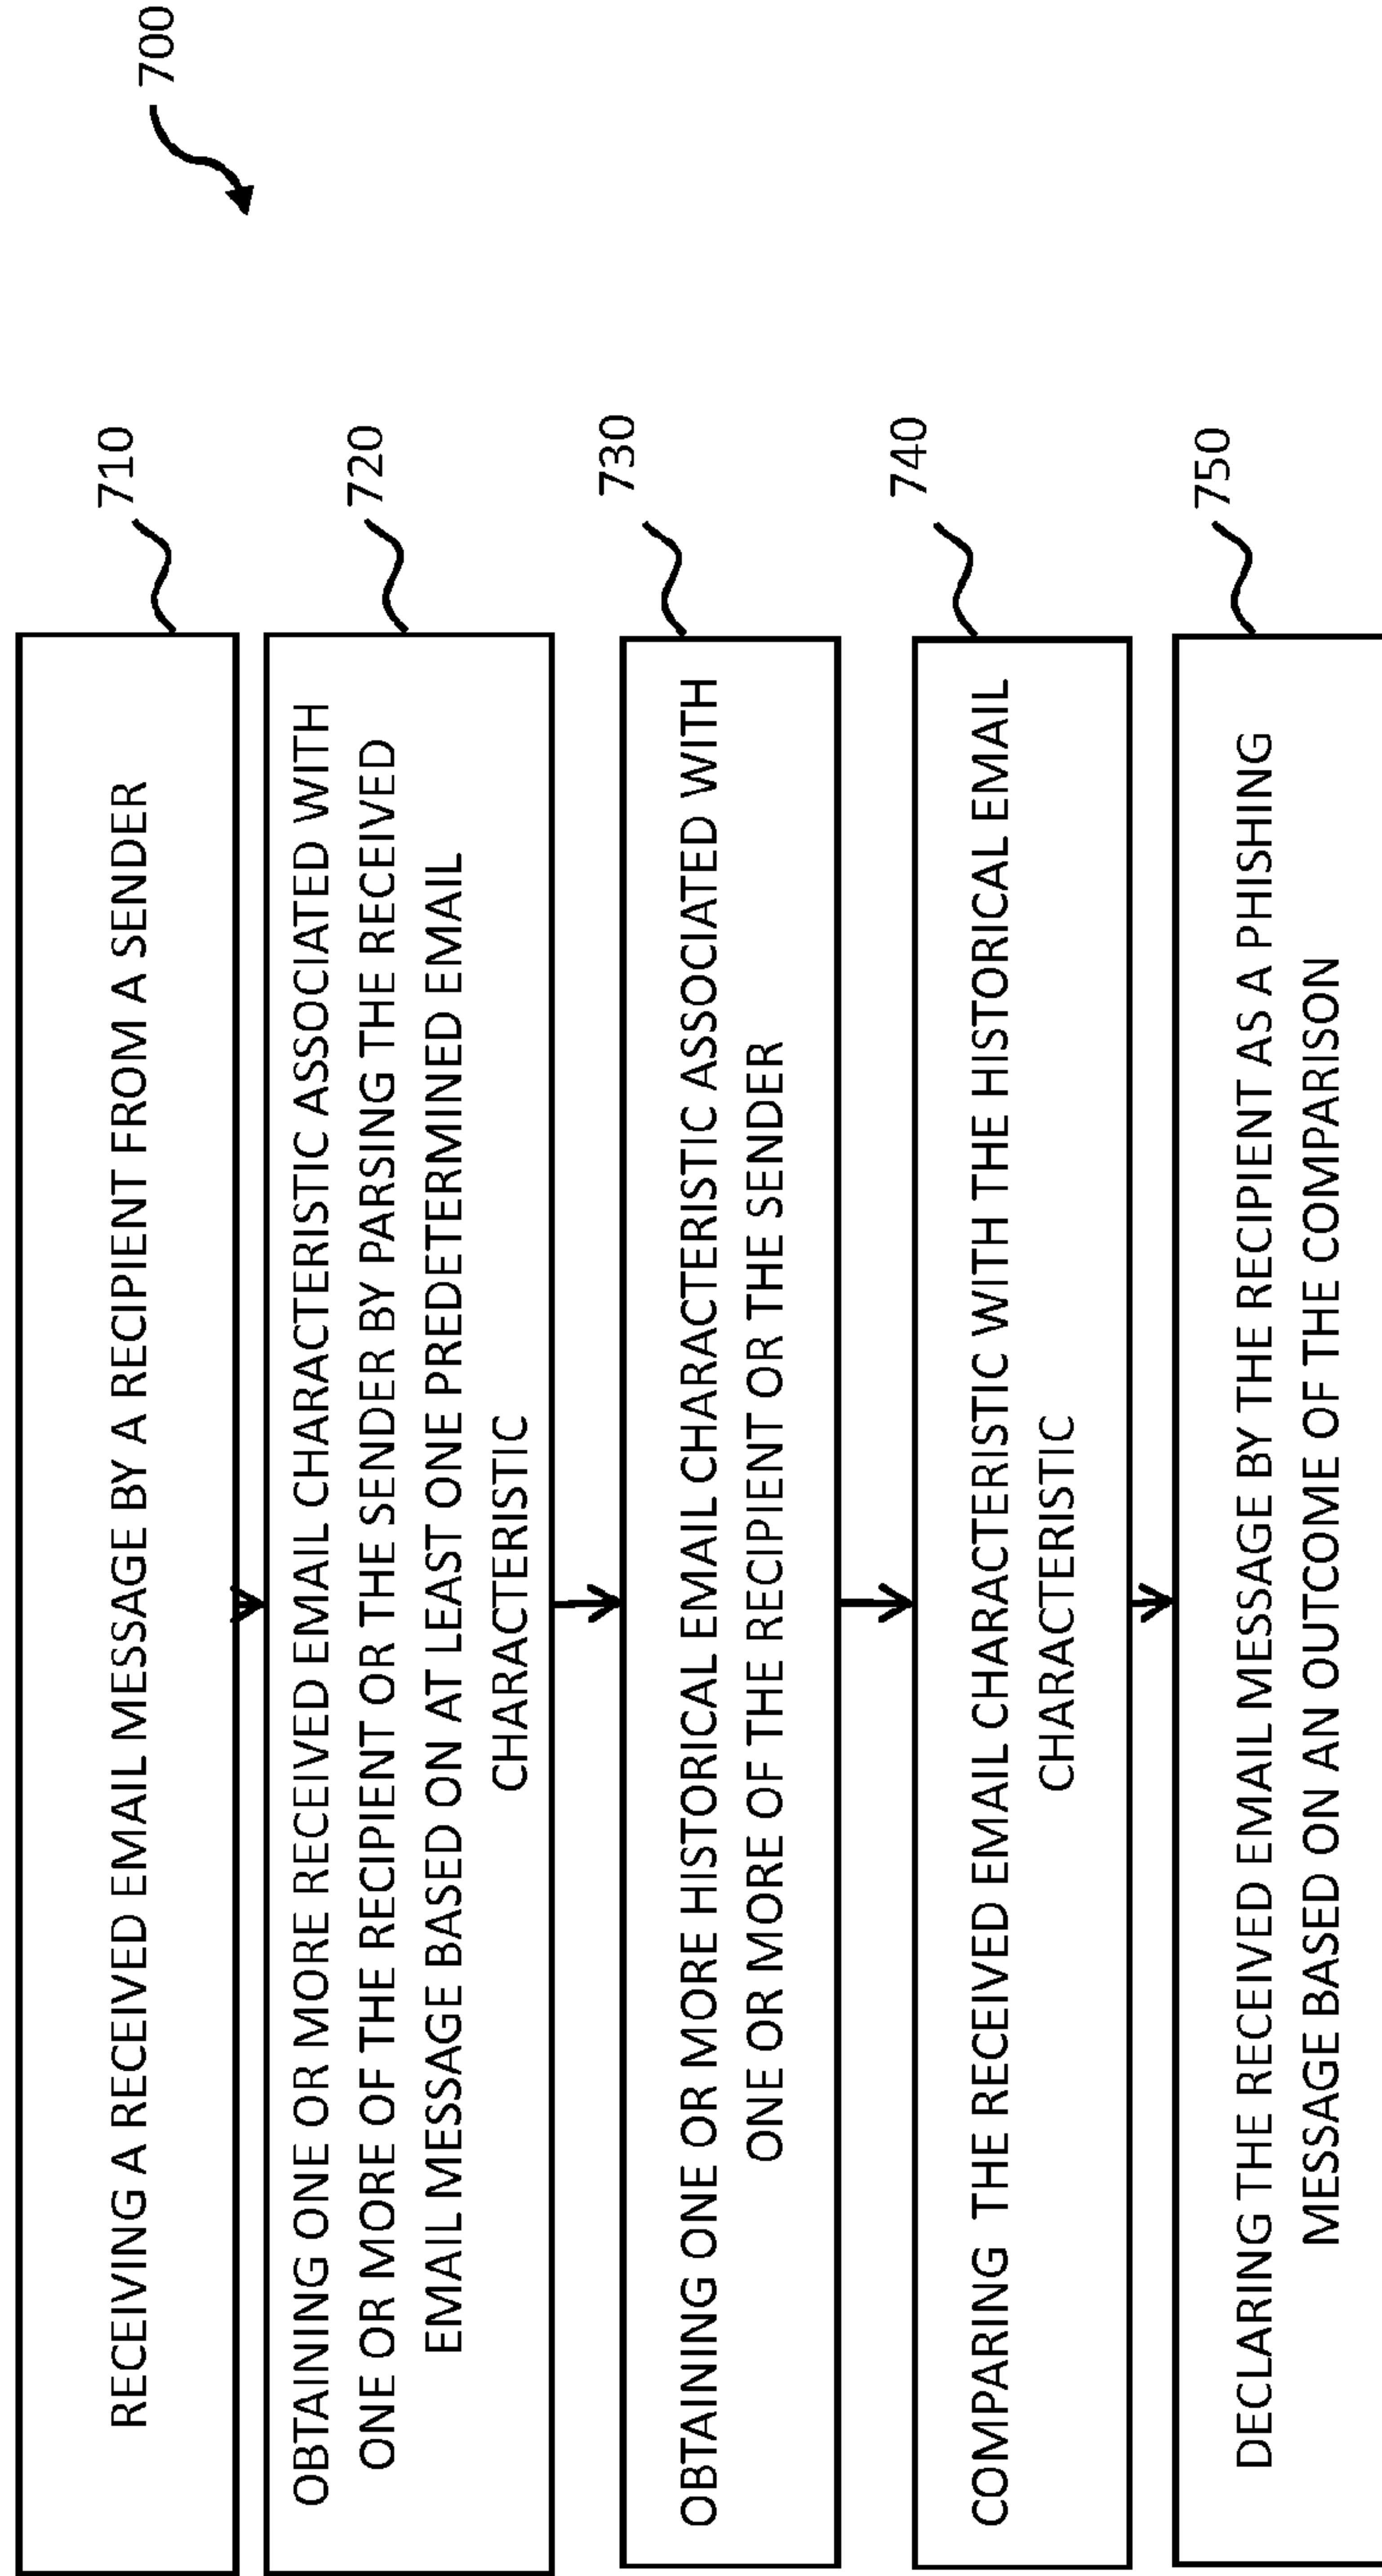 700
710
RECEIVING A RECEIVED EMAIL MESSAGE BY A RECIPIENT FROM A SENDER
720
OBTAINING ONE OR MORE RECEIVED EMAIL CHARACTERISTIC ASSOCIATED WITH
ONE OR MORE OF THE RECIPIENT OR THE SENDER BY PARSING THE RECEIVED
EMAIL MESSAGE BASED ON AT LEAST ONE PREDETERMINED EMAIL
CHARACTERISTIC
730
OBTAINING ONE OR MORE HISTORICAL EMAIL CHARACTERISTIC ASSOCIATED WITH
ONE OR MORE OF THE RECIPIENT OR THE SENDER
740
COMPARING THE RECEIVED EMAIL CHARACTERISTIC WITH THE HISTORICAL EMAIL
CHARACTERISTIC
750
DECLARING THE RECEIVED EMAIL MESSAGE BY THE RECIPIENT AS A PHISHING
MESSAGE BASED ON AN OUTCOME OF THE COMPARISON